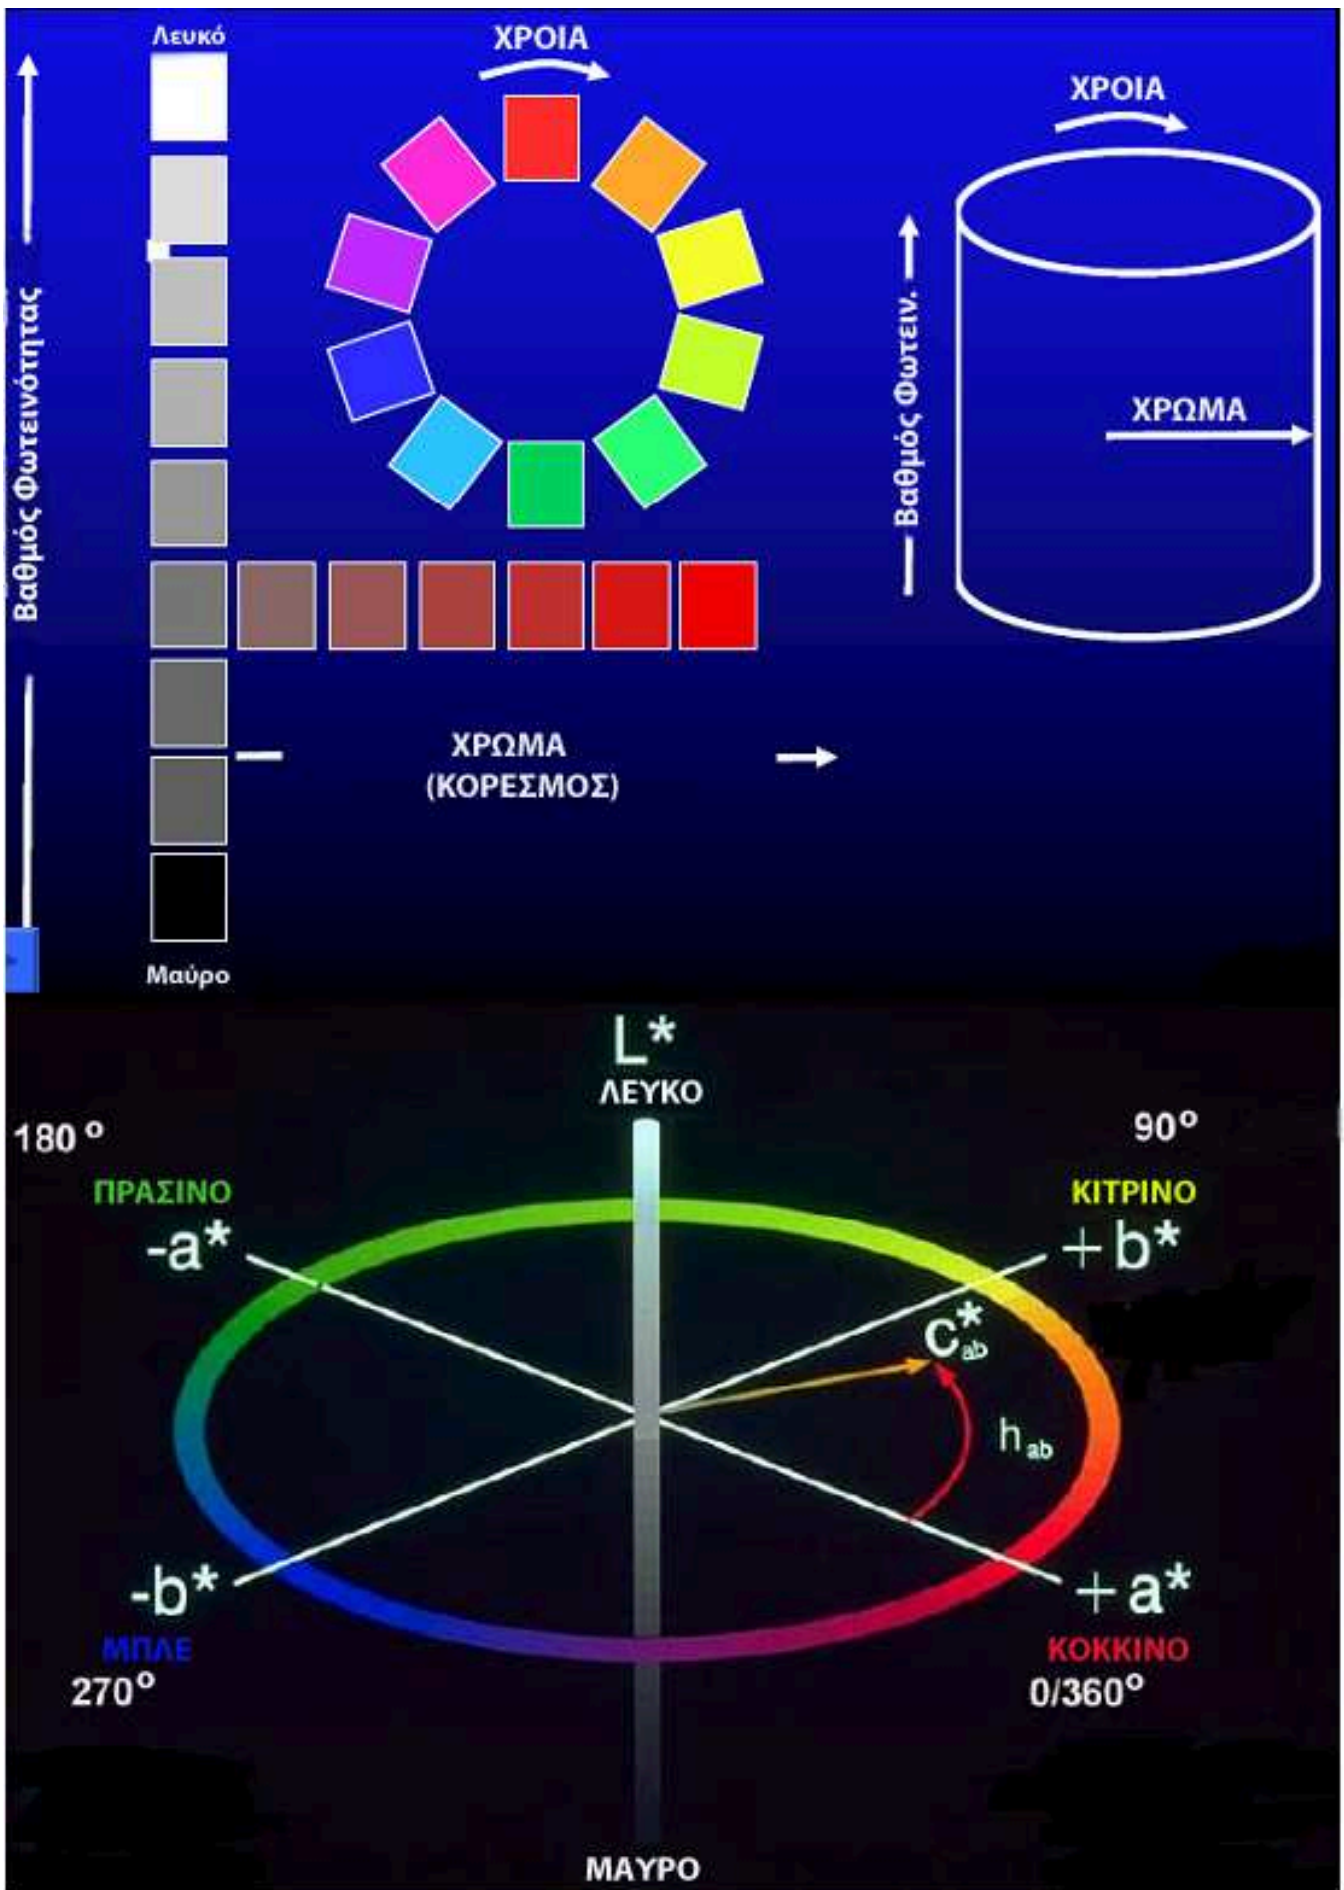 Λευκό
ΧΡΟΙΑ
ΧΡΟΙΑ
Βαθμός Φωτεινότητας
Βαθμός Φωτειν.
ΧΡΩΜΑ
ΧΡΩΜΑ
(ΚΟΡΕΣΜΟΣ)
Μαύρο
L*
ΛΕΥΚΟ
180°
90°
ΠΡΑΣΙΝΟ
ΚΙΤΡΙΝΟ
-a*
+b*
C*ab
hab
-b*
+a*
ΜΠΛΕ
ΚΟΚΚΙΝΟ
270°
0/360°
ΜΑΥΡΟ